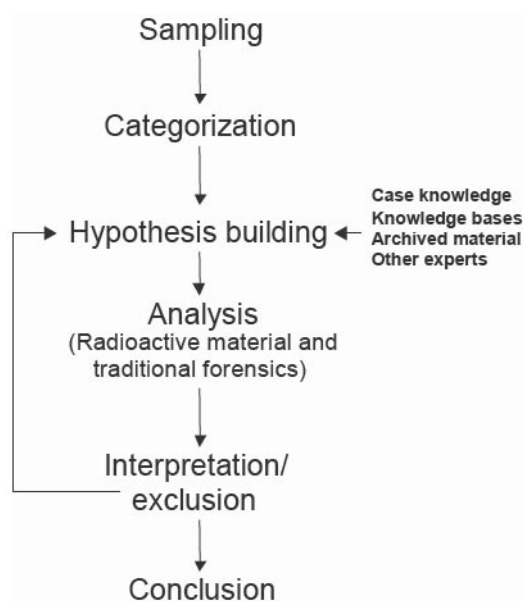 Sampling
Categorization
Hypothesis building
Case knowledge
Knowledge bases
Archived material
Other experts
Analysis
(Radioactive material and
traditional forensics)
Interpretation/
exclusion
Conclusion